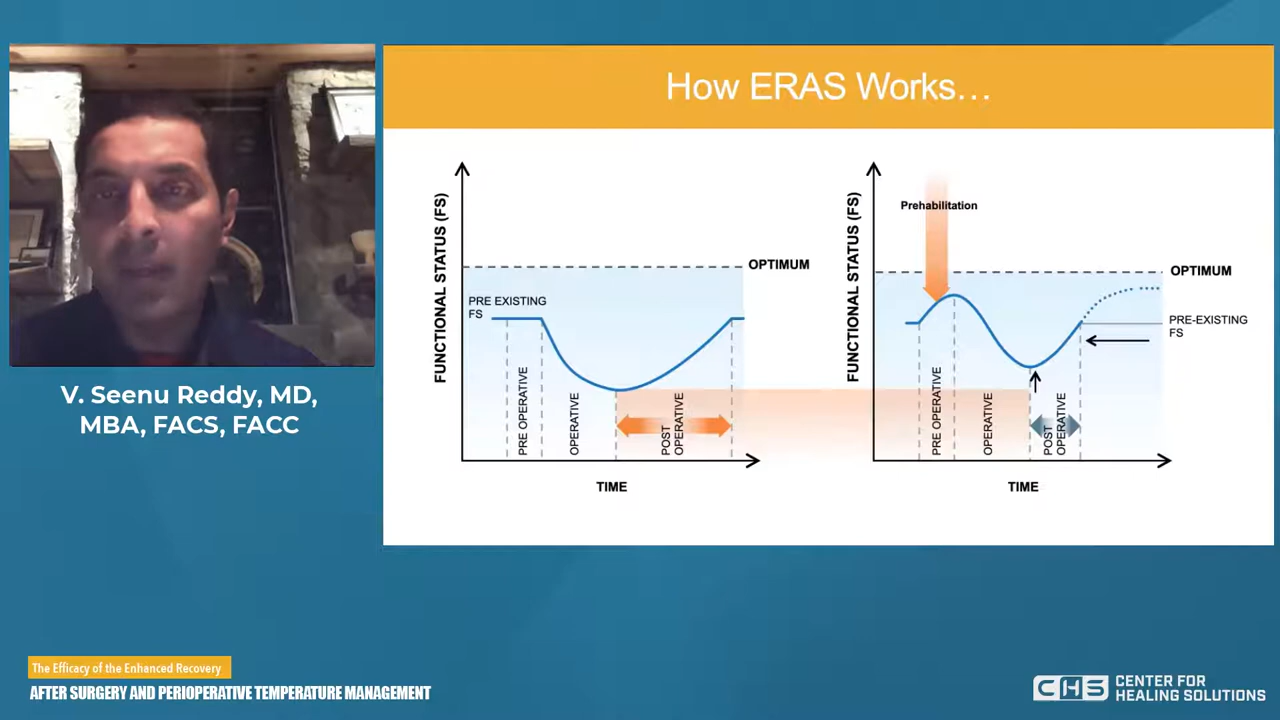 How ERAS Works…
FUNCTIONAL STATUS (FS)
OPTIMUM
PRE EXISTING
FS
PRE OPERATIVE
OPERATIVE
POST
OPERATIVE
TIME
Prehabilitation
FUNCTIONAL STATUS (FS)
OPTIMUM
PRE-EXISTING
FS
PRE OPERATIVE
OPERATIVE
POST
OPERATIVE
TIME
V. Seenu Reddy, MD,
MBA, FACS, FACC
The Efficacy of the Enhanced Recovery
AFTER SURGERY AND PERIOPERATIVE TEMPERATURE MANAGEMENT
CHS
CENTER FOR
HEALING SOLUTIONS